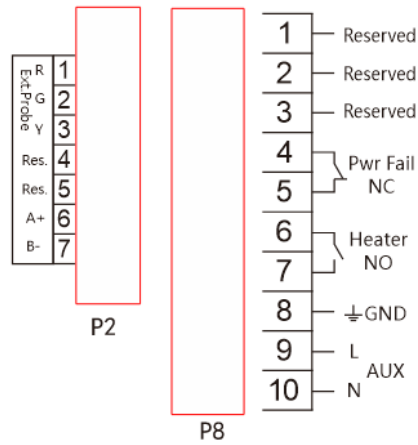 Ext.Probe
R 1
G 2
Y 3
Res. 4
Res. 5
A+ 6
B- 7
P2
1 Reserved
2 Reserved
3 Reserved
4
Pwr Fail
NC
5
6
Heater
NO
7
8 GND
9 L
AUX
10 N
P8